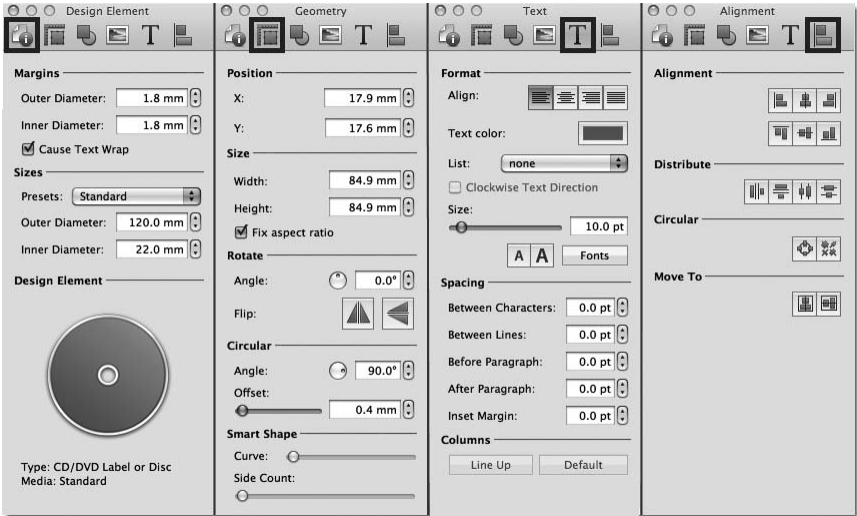 Design Element
Margins
Outer Diameter: 1.8 mm
Inner Diameter: 1.8 mm
Cause Text Wrap
Sizes
Presets: Standard
Outer Diameter: 120.0 mm
Inner Diameter: 22.0 mm
Design Element
Type: CD/DVD Label or Disc
Media: Standard
Geometry
Position
X: 17.9 mm
Y: 17.6 mm
Size
Width: 84.9 mm
Height: 84.9 mm
Fix aspect ratio
Rotate
Angle: 0.0°
Flip:
Circular
Angle: 90.0°
Offset:
0.4 mm
Smart Shape
Curve:
Side Count:
Text
T
Format
Align:
Text color:
List: none
Clockwise Text Direction
Size:
10.0 pt
A A Fonts
Spacing
Between Characters: 0.0 pt
Between Lines: 0.0 pt
Before Paragraph: 0.0 pt
After Paragraph: 0.0 pt
Inset Margin: 0.0 pt
Columns
Line Up Default
Alignment
Alignment
Distribute
Circular
Move To